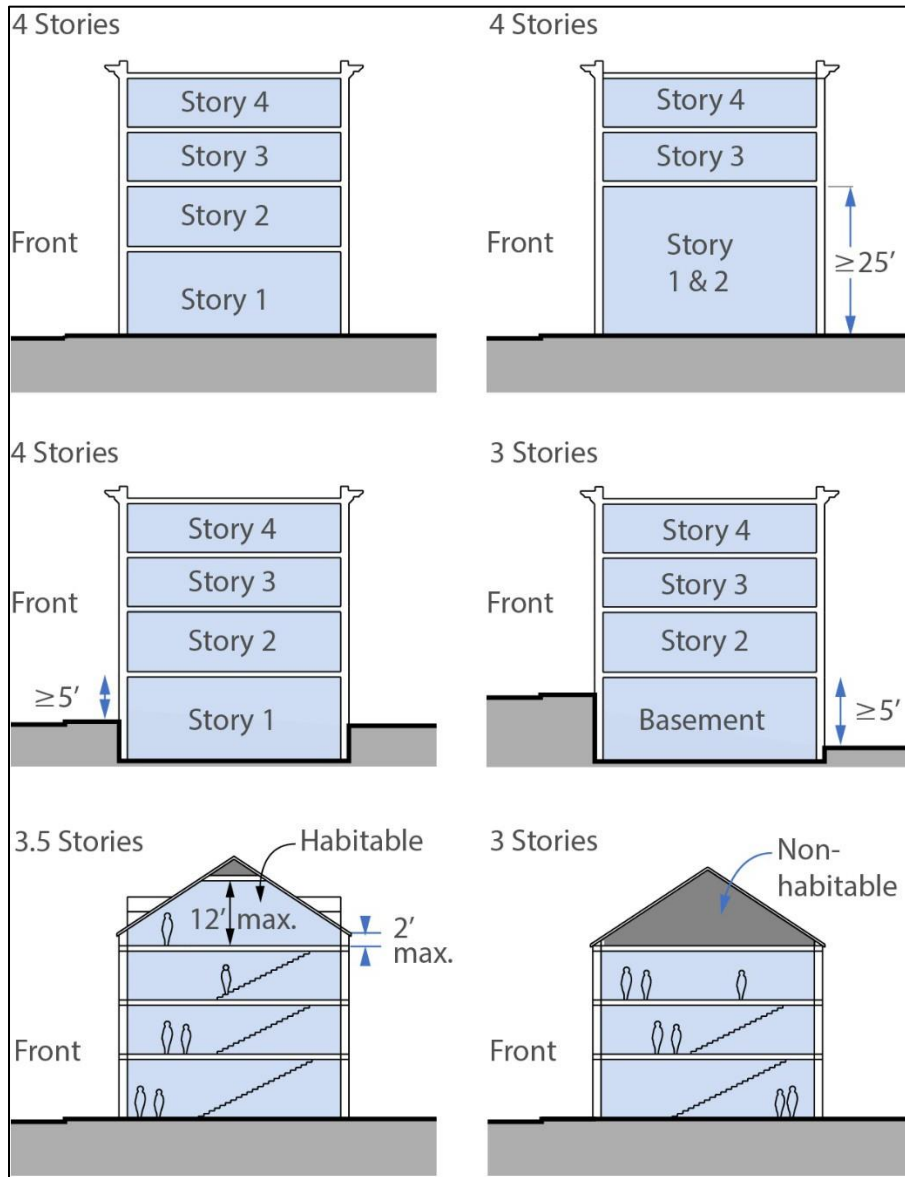 4 Stories
Story 4
Story 3
Story 2
Front
Story 1
4 Stories
Story 4
Story 3
Front
Story
1 & 2
≥25’
4 Stories
Story 4
Story 3
Front
Story 2
≥5’
Story 1
3 Stories
Story 4
Story 3
Front
Story 2
Basement
≥5’
3.5 Stories
Habitable
12’ max.
2’
max.
Front
3 Stories
Non-
habitable
Front